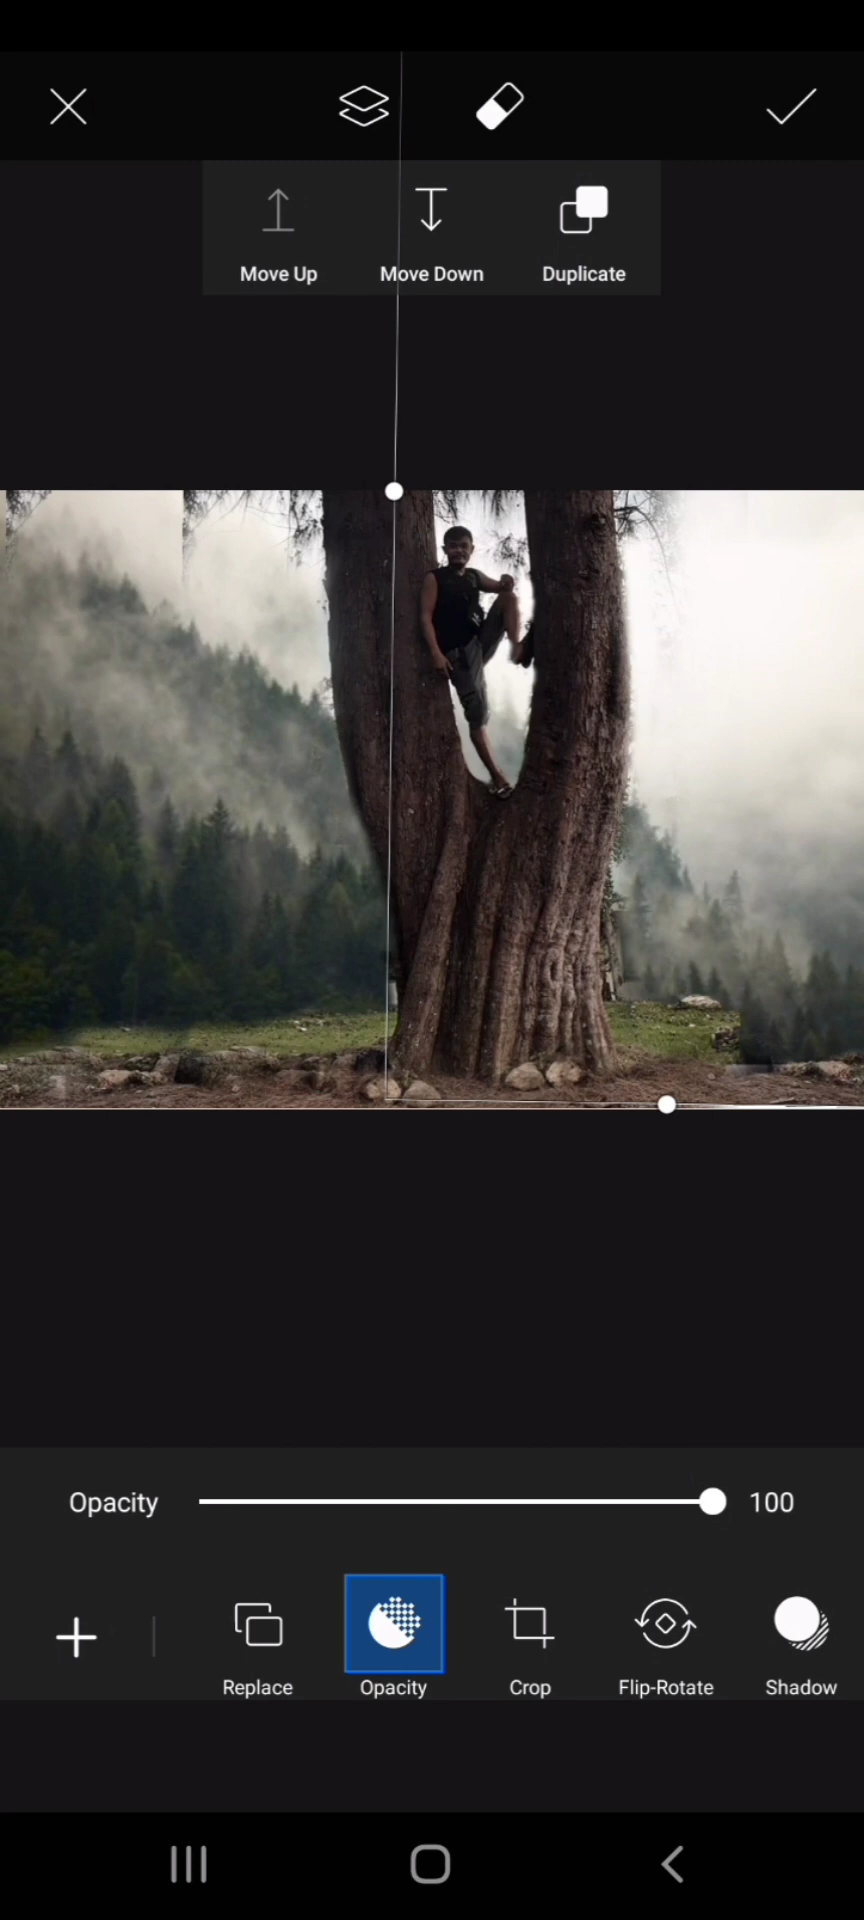 Move Up
Move Down
Duplicate
Opacity
100
Replace
Opacity
Crop
Flip-Rotate
Shadow